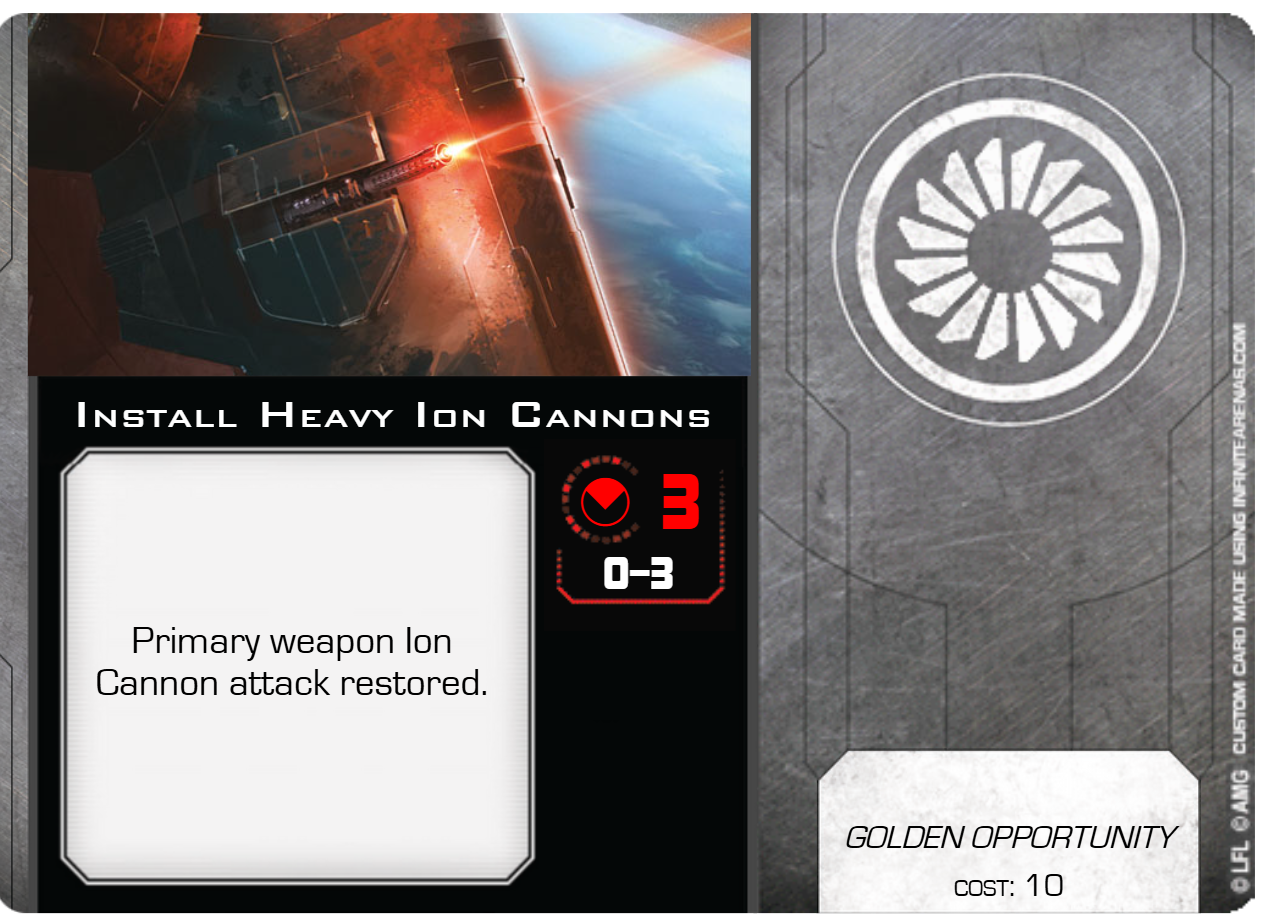 Install Heavy Ion Cannons
3
0-3
Primary weapon Ion
Cannon attack restored.
GOLDEN OPPORTUNITY
COST: 10
© LFL © AMG CUSTOM CARD MADE USING INFINITEARENAS.COM